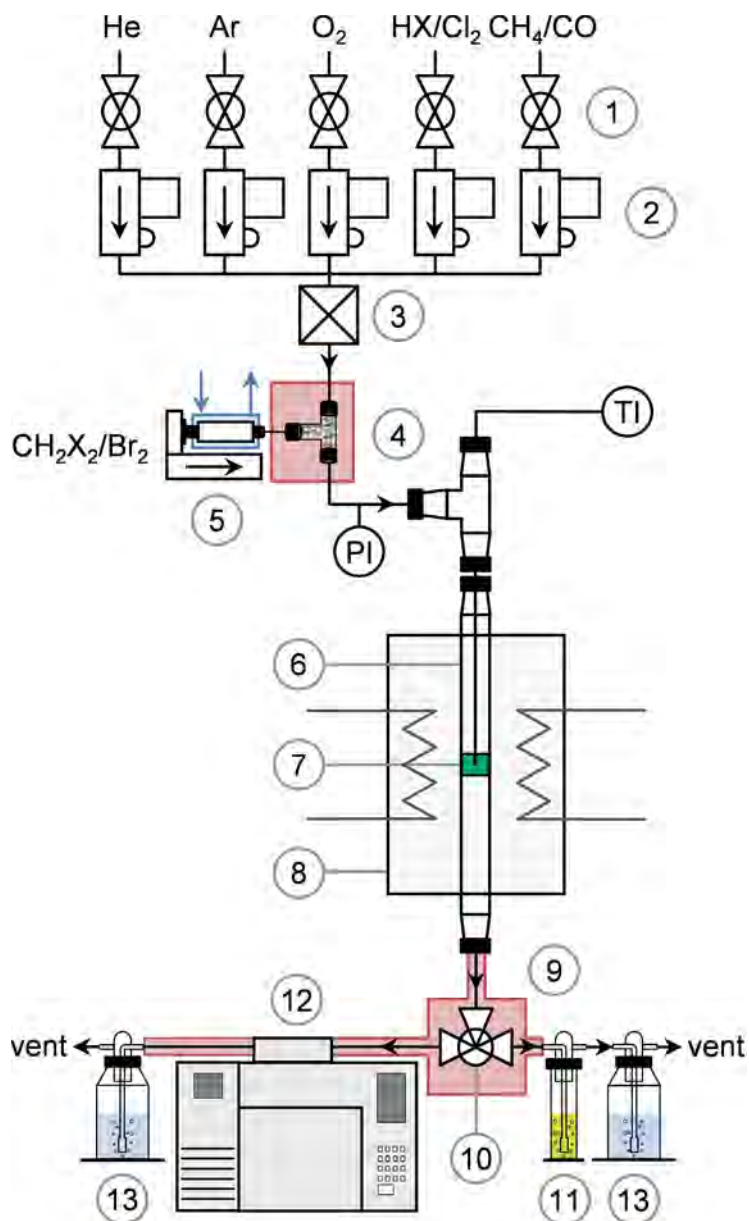 He Ar O₂ HX/Cl₂ CH₄/CO
1
2
3
4
TI
CH₂X₂/Br₂
5
PI
6
7
8
9
12
vent vent
10
13 11 13